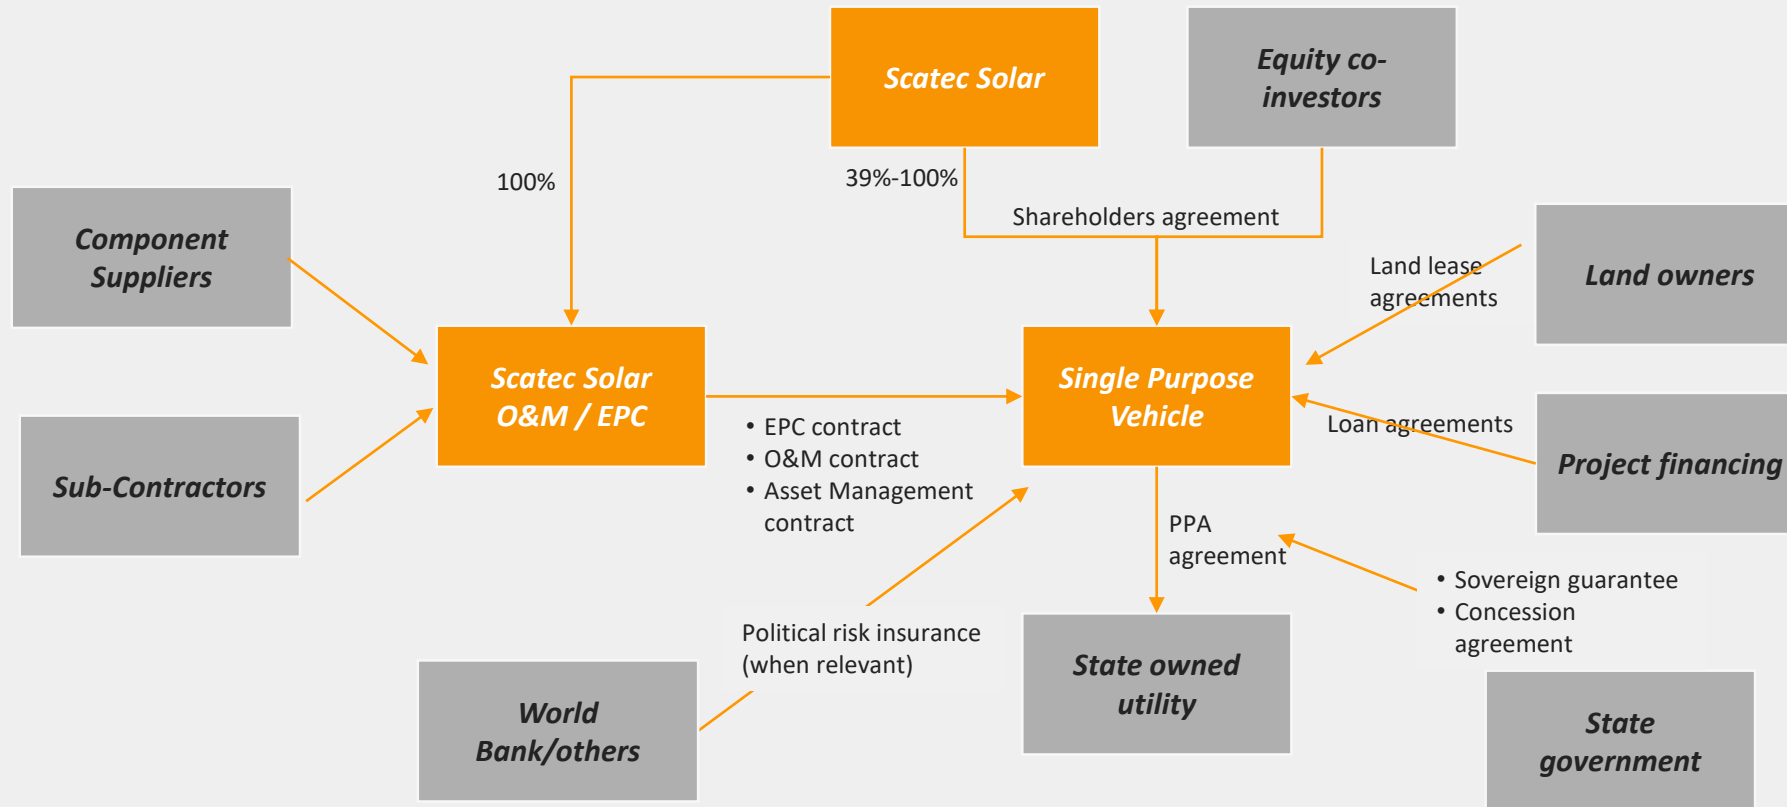 Scatec Solar
Equity co-
investors
100%
39%-100%
Shareholders agreement
Component
Suppliers
Land lease
agreements
Land owners
Scatec Solar
O&M / EPC
Single Purpose
Vehicle
• EPC contract
• O&M contract
• Asset Management
contract
Loan agreements
Project financing
Sub-Contractors
PPA
agreement
• Sovereign guarantee
• Concession
agreement
Political risk insurance
(when relevant)
State owned
utility
World
Bank/others
State
government